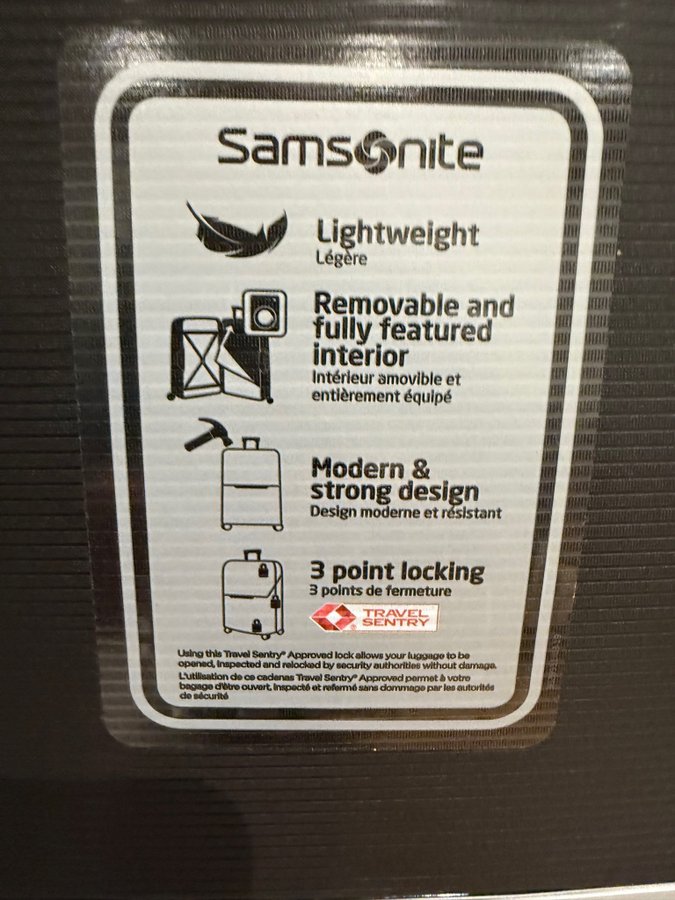 Samsonite
Lightweight
Légère
Removable and
fully featured
interior
Intérieur amovible et
entièrement équipé
Modern &
strong design
Design moderne et résistant
3 point locking
3 points de fermeture
TRAVEL
SENTRY®
Using this Travel Sentry® Approved lock allows your luggage to be
opened, inspected and relocked by security authorities without damage.
L'utilisation de ce cadenas Travel Sentry® Approved permet à votre
bagage d'être ouvert, inspecté et refermé sans dommage par les autorités
de sécurité